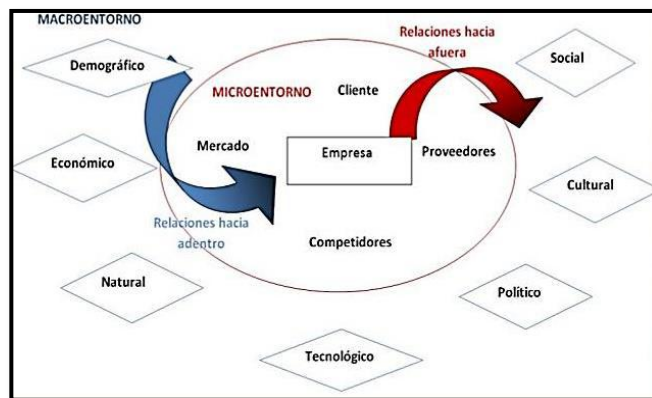 MACROENTORNO
Relaciones hacia
afuera
Demográfico
Social
MICROENTORNO
Cliente
Mercado
Empresa
Proveedores
Económico
Cultural
Relaciones hacia
adentro
Competidores
Natural
Político
Tecnológico